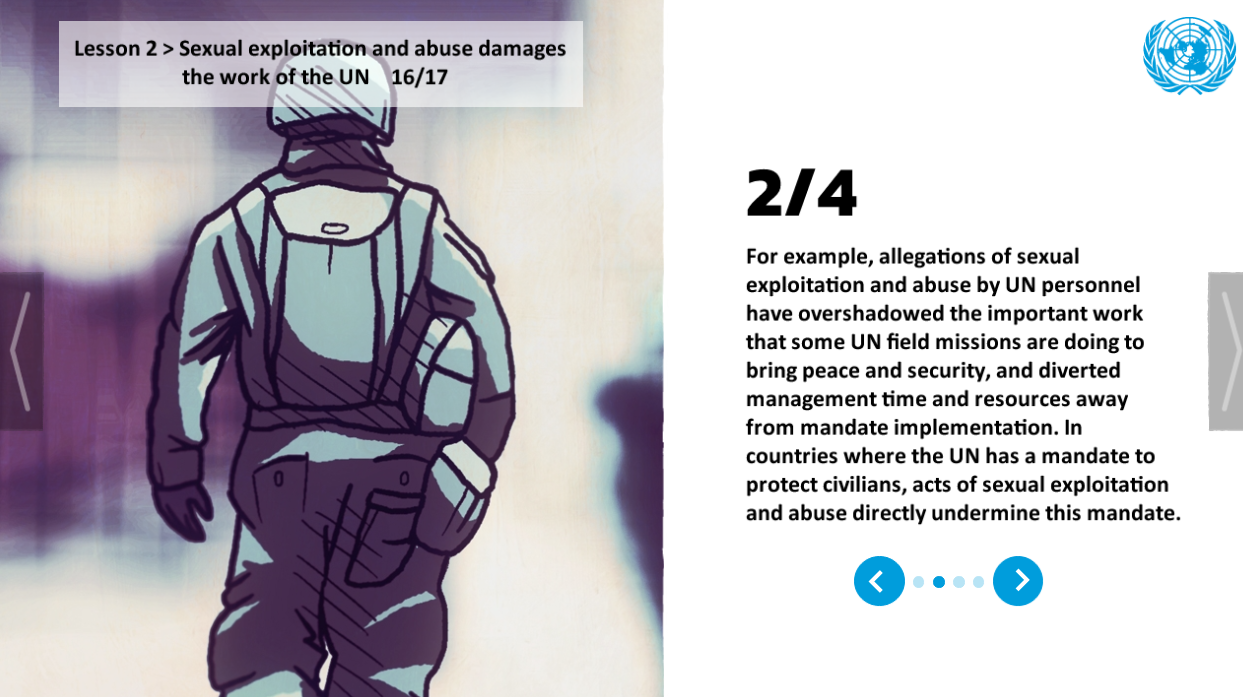 Lesson 2 > Sexual exploitation and abuse damages
the work of the UN 16/17
2/4
For example, allegations of sexual
exploitation and abuse by UN personnel
have overshadowed the important work
that some UN field missions are doing to
bring peace and security, and diverted
management time and resources away
from mandate implementation. In
countries where the UN has a mandate to
protect civilians, acts of sexual exploitation
and abuse directly undermine this mandate.